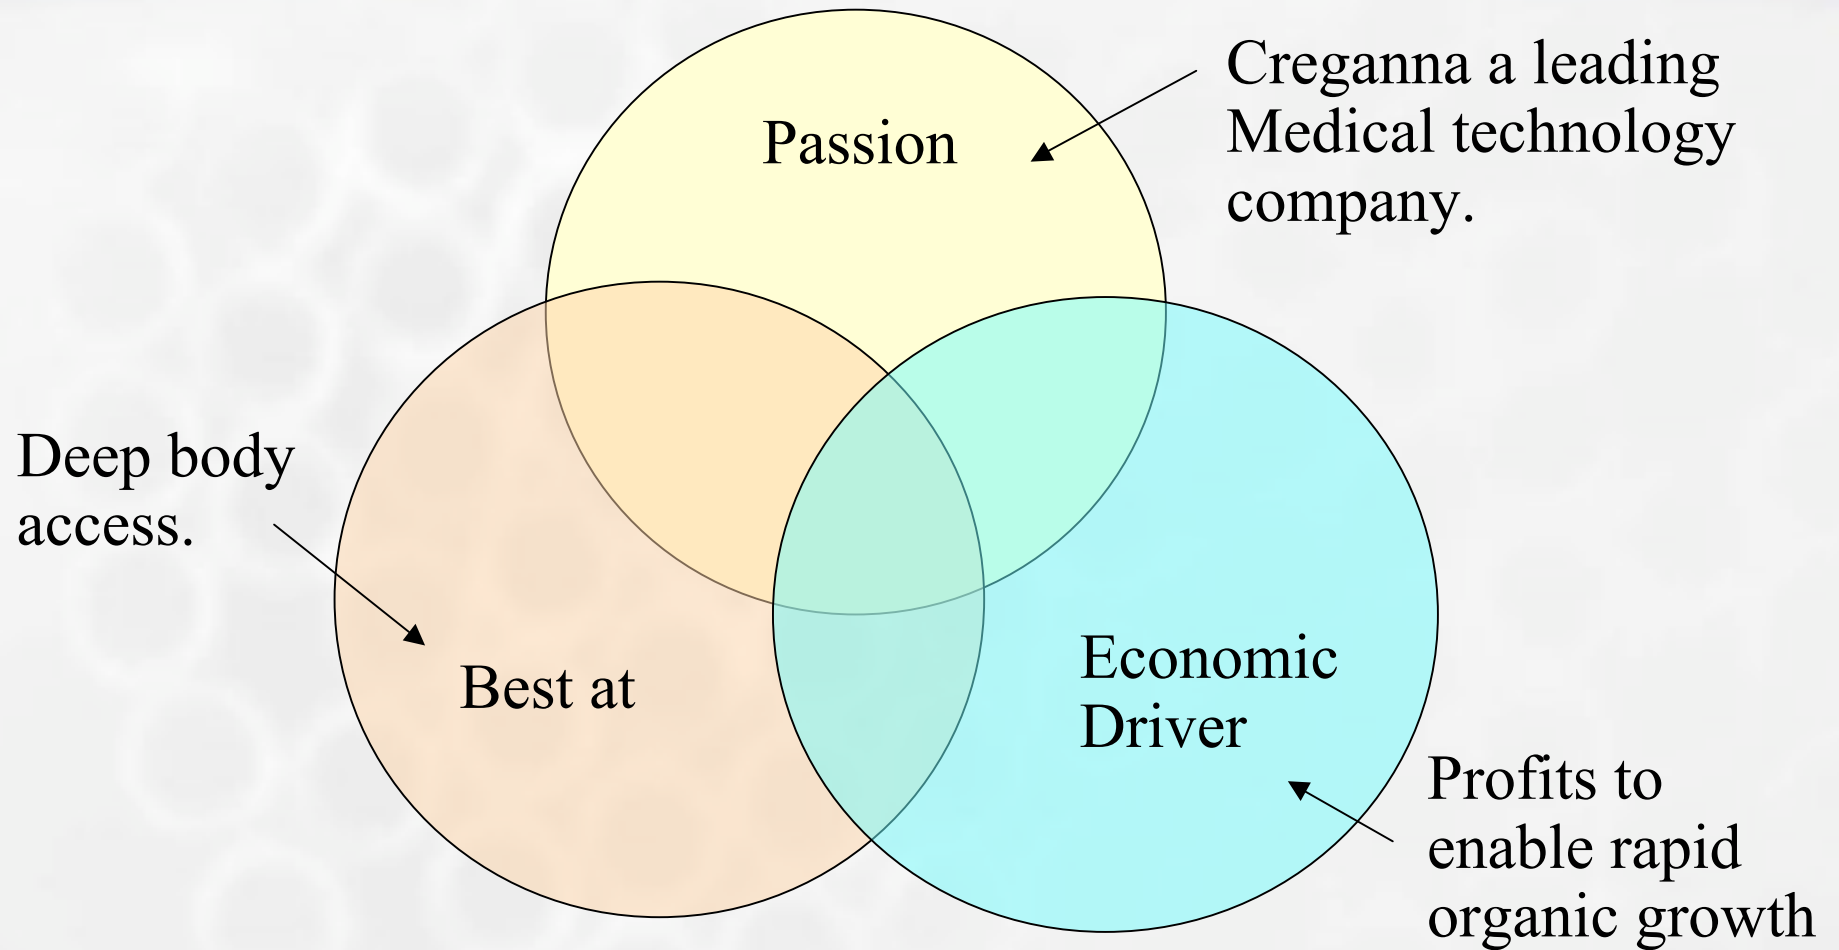 Passion
Creganna a leading
Medical technology
company.
Deep body
access.
Best at
Economic
Driver
Profits to
enable rapid
organic growth